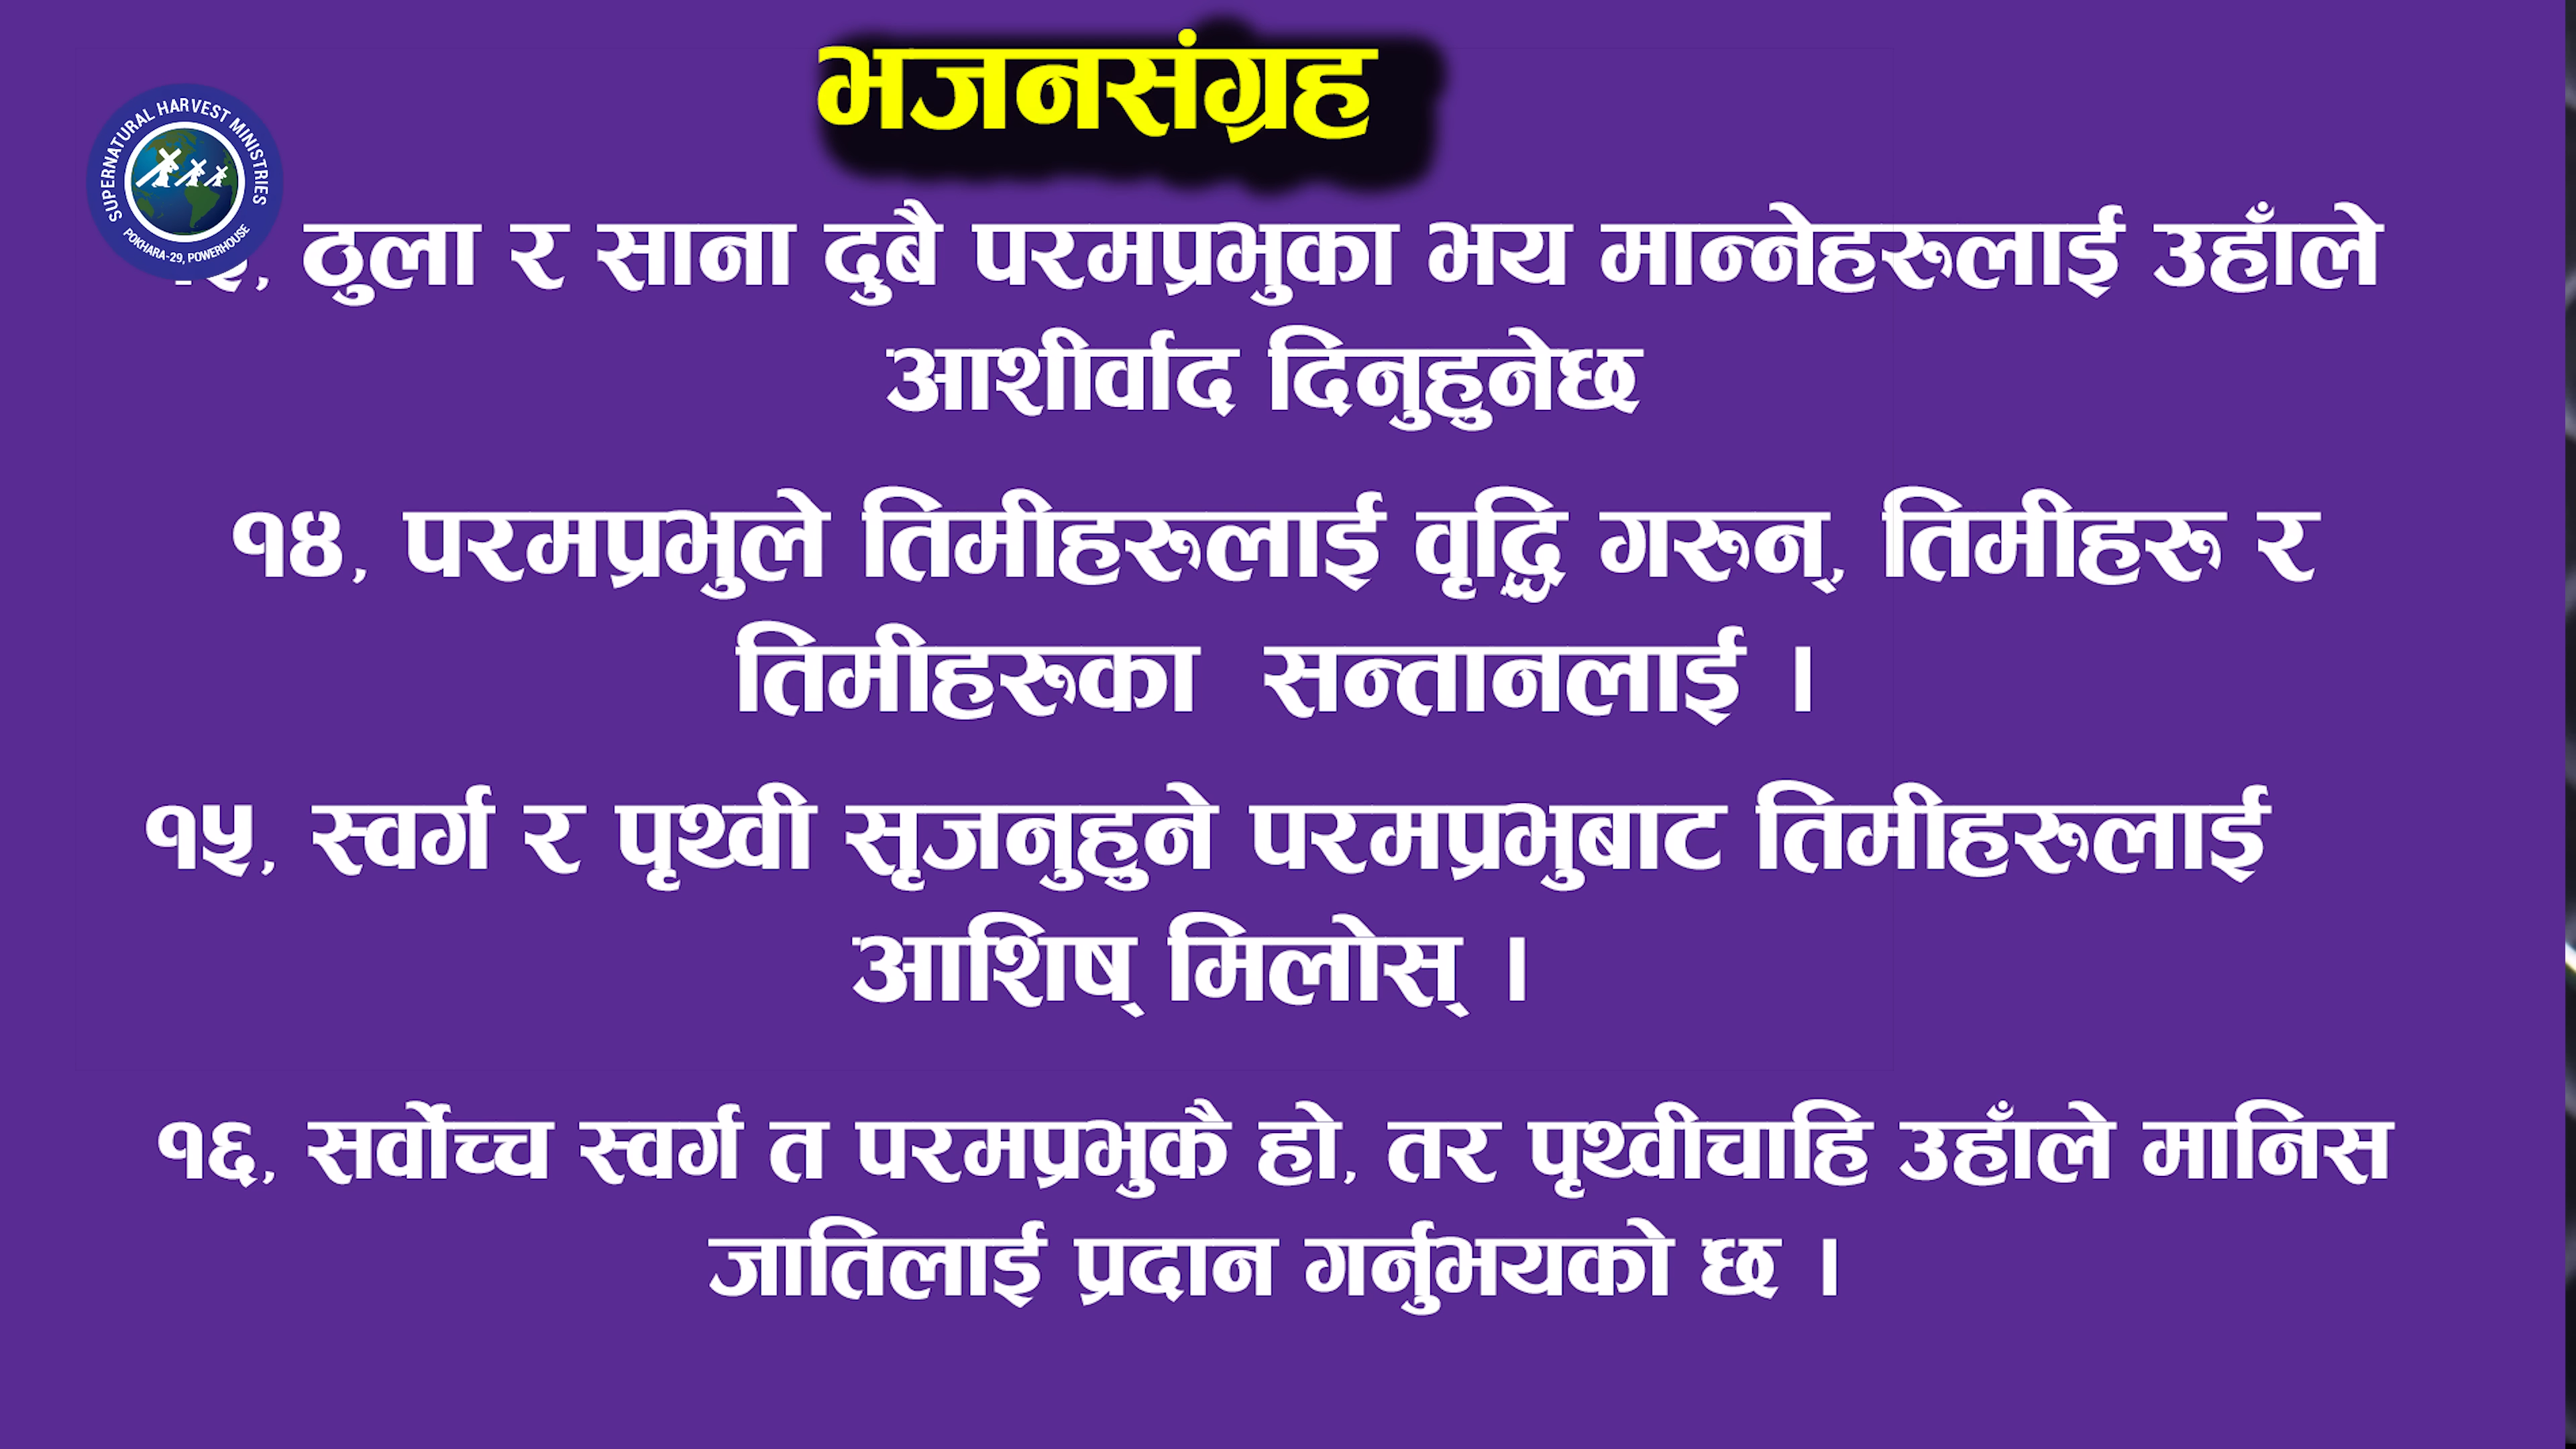 भजनसंग्रह
SUPERNATURAL HARVEST MINISTRIES
POKHARA-29, POWERHOUSE
ठुला र साना दुबै परमप्रभुका भय मान्नेहरुलाई उहाँले
आशीर्वाद दिनुहुनेछ
१४, परमप्रभुले तिमीहरुलाई वृद्धि गरुन्, तिमीहरु र
तिमीहरुका सन्तानलाई ।
१५, स्वर्ग र पृथ्वी सृजनुहुने परमप्रभुबाट तिमीहरुलाई
आशिष् मिलोस् ।
१६, सर्वोच्च स्वर्ग त परमप्रभुकै हो, तर पृथ्वीचाहि उहाँले मानिस
जातिलाई प्रदान गर्नुभयको छ ।